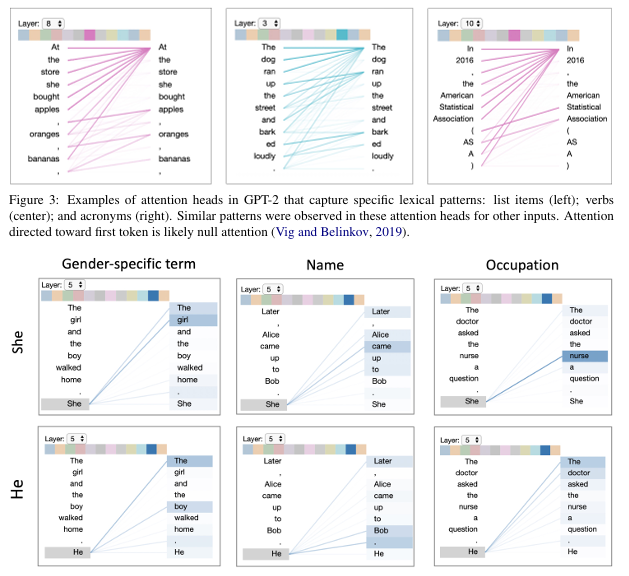 Layer: 8
At At
the the
store store
she she
bought bought
apples apples
, ,
oranges oranges
, ,
bananas bananas
, ,
Layer: 3
The The
dog dog
ran ran
up up
the the
street street
and and
bark bark
ed ed
loudly loudly
. .
Layer: 10
In In
2016 2016
, ,
the the
American American
Statistical Statistical
Association Association
( (
AS AS
A A
) )
Figure 3: Examples of attention heads in GPT-2 that capture specific lexical patterns: list items (left); verbs
(center); and acronyms (right). Similar patterns were observed in these attention heads for other inputs. Attention
directed toward first token is likely null attention (Vig and Belinkov, 2019).
Gender-specific term Name Occupation
She
Layer: 5
The The
girl girl
and and
the the
boy boy
walked walked
home home
. .
She She
Layer: 5
Later Later
, ,
Alice Alice
came came
up up
to to
Bob Bob
. .
She She
Layer: 5
The The
doctor doctor
asked asked
the the
nurse nurse
a a
question question
. .
She She
He
Layer: 5
The The
girl girl
and and
the the
boy boy
walked walked
home home
. .
He He
Layer: 5
Later Later
, ,
Alice Alice
came came
up up
to to
Bob Bob
. .
He He
Layer: 5
The The
doctor doctor
asked asked
the the
nurse nurse
a a
question question
. .
He He